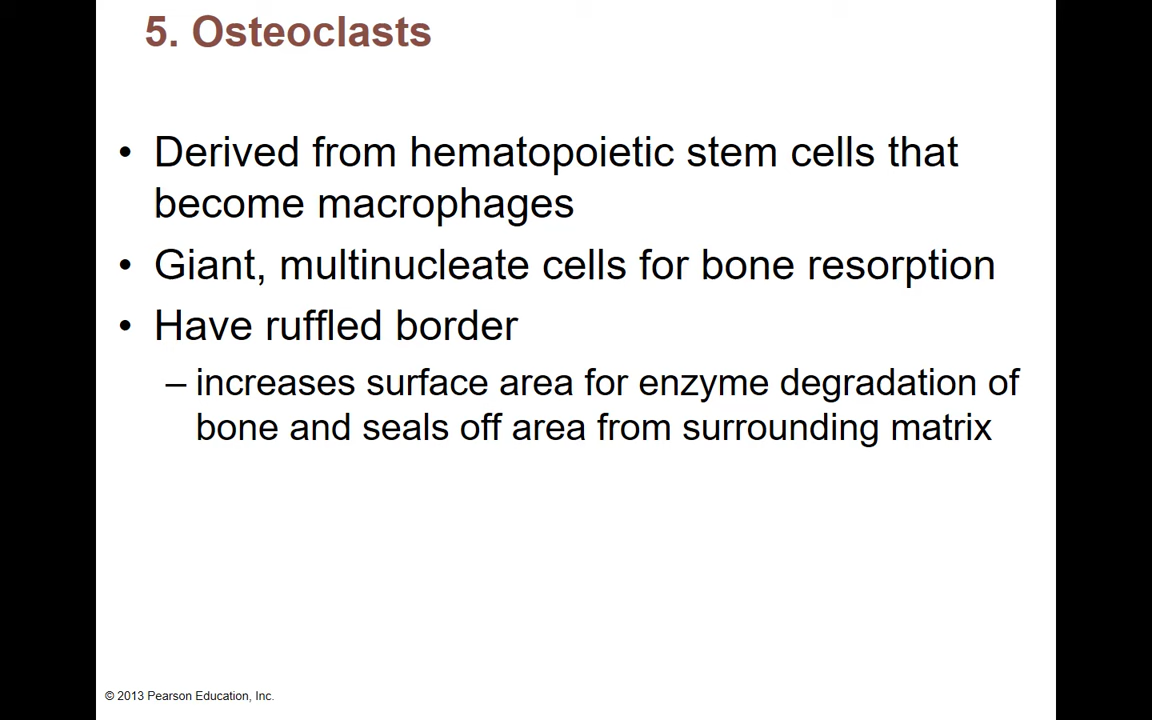 5. Osteoclasts
• Derived from hematopoietic stem cells that
become macrophages
• Giant, multinucleate cells for bone resorption
• Have ruffled border
– increases surface area for enzyme degradation of
bone and seals off area from surrounding matrix
© 2013 Pearson Education, Inc.